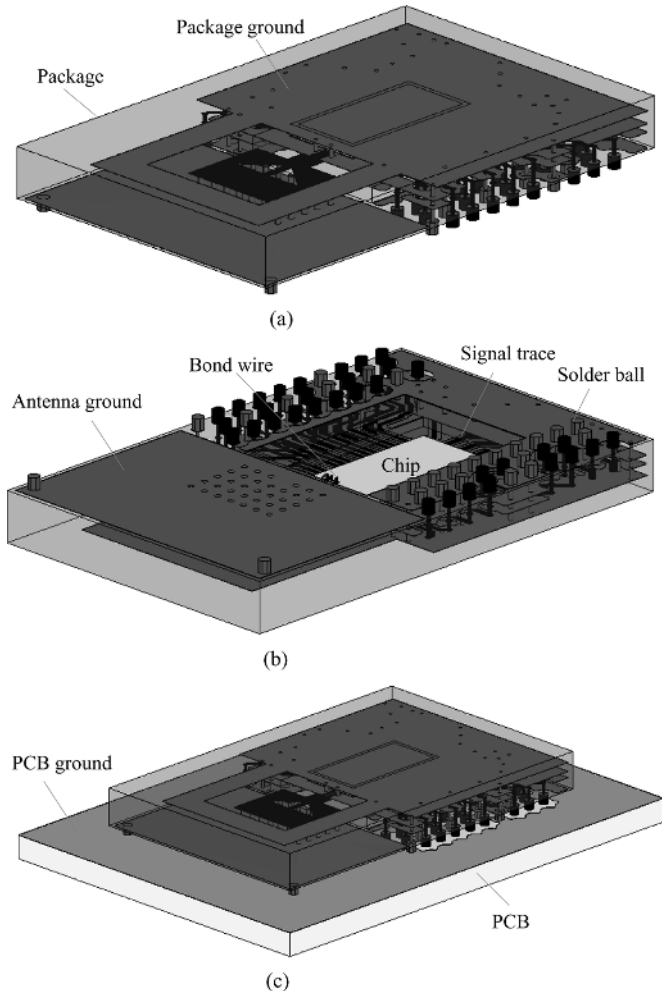 Package ground
Package
(a)
Bond wire
Signal trace
Solder ball
Antenna ground
Chip
(b)
PCB ground
PCB
(c)